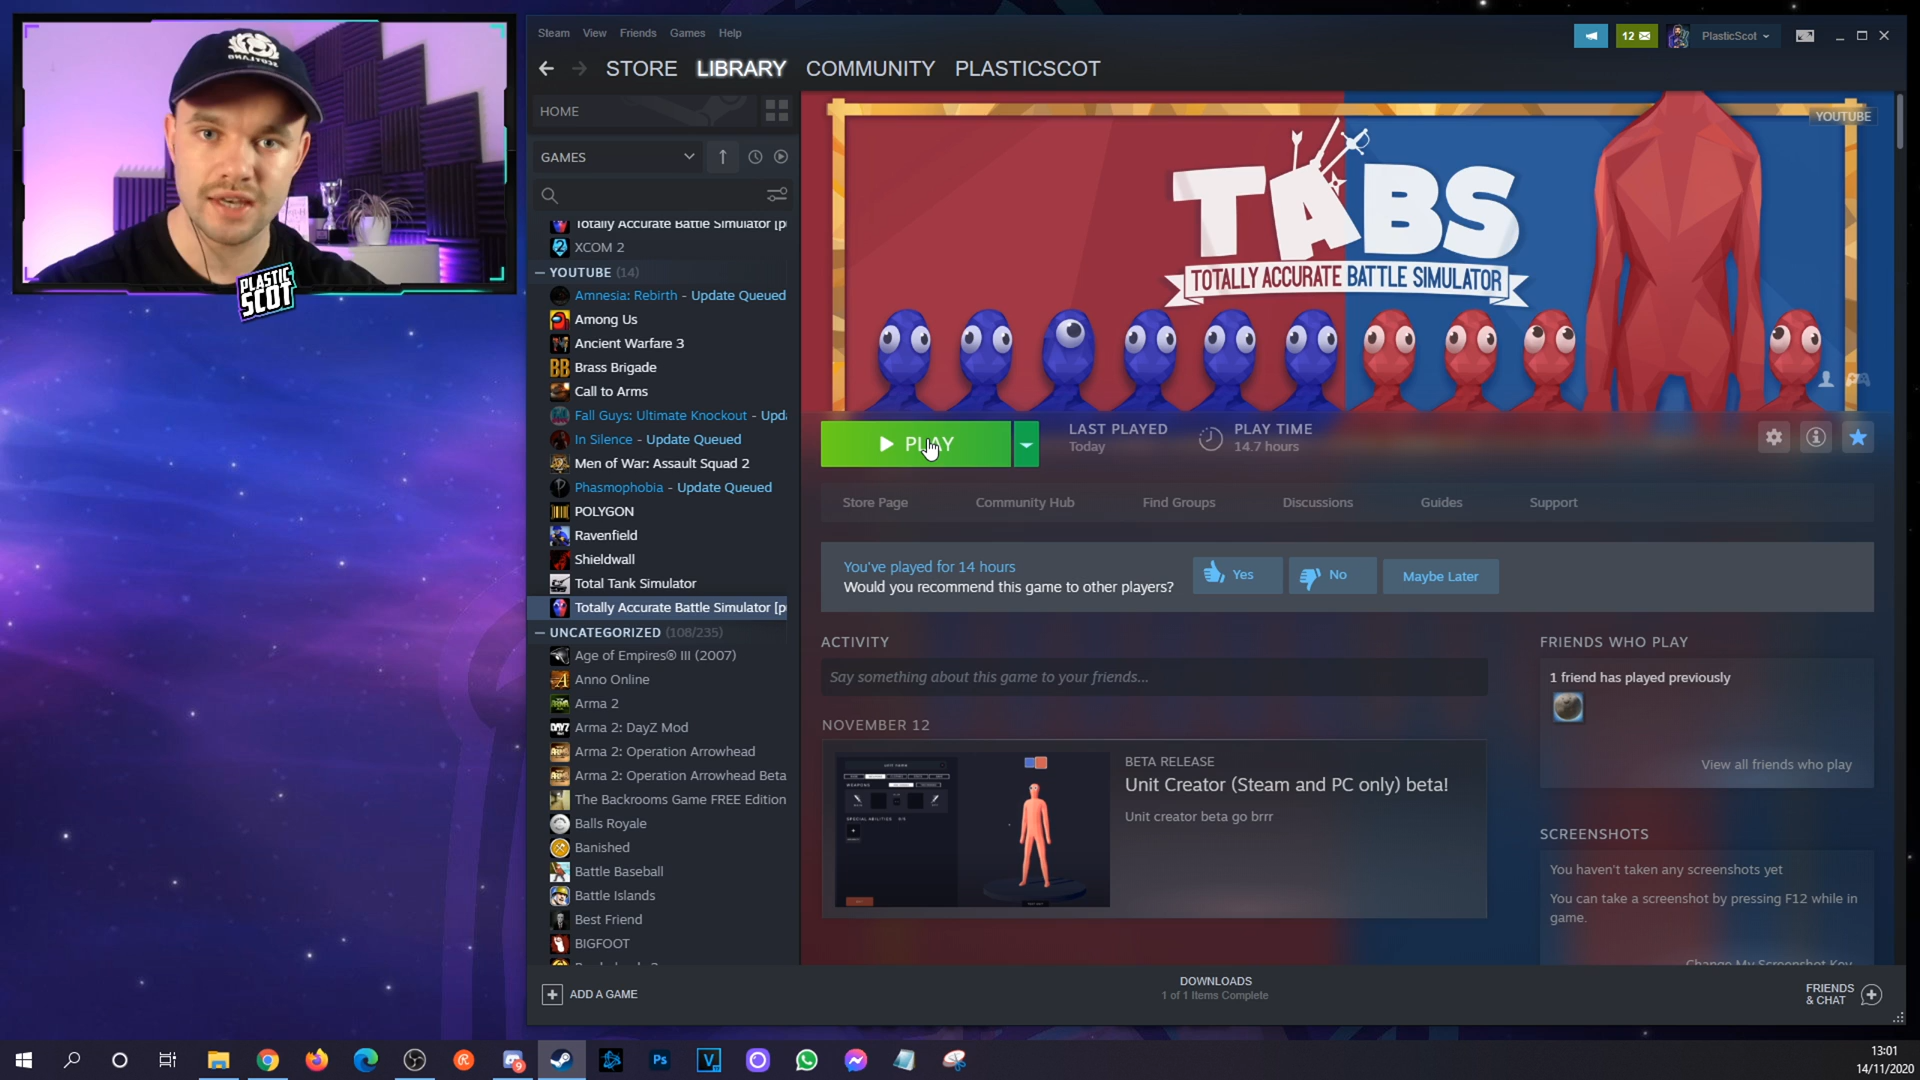 SCOTLAND
PLASTIC
SCOT
Steam View Friends Games Help
12
PlasticScot
STORE LIBRARY COMMUNITY PLASTICSCOT
HOME
GAMES
Totally Accurate Battle Simulator [p
XCOM 2
YOUTUBE (14)
Amnesia: Rebirth - Update Queued
Among Us
Ancient Warfare 3
BB Brass Brigade
Call to Arms
Fall Guys: Ultimate Knockout - Upd
In Silence - Update Queued
Men of War: Assault Squad 2
Phasmophobia - Update Queued
POLYGON
Ravenfield
Shieldwall
Total Tank Simulator
Totally Accurate Battle Simulator [p
UNCATEGORIZED (108/235)
Age of Empires® III (2007)
Anno Online
Arma 2
Arma 2: DayZ Mod
Arma 2: Operation Arrowhead
Arma 2: Operation Arrowhead Beta
The Backrooms Game FREE Edition
Balls Royale
Banished
Battle Baseball
Battle Islands
Best Friend
BIGFOOT
ADD A GAME
YOUTUBE
TABS
TOTALLY ACCURATE BATTLE SIMULATOR
PLAY
LAST PLAYED
Today
PLAY TIME
14.7 hours
Store Page Community Hub Find Groups Discussions Guides Support
You've played for 14 hours
Would you recommend this game to other players?
Yes
No
Maybe Later
ACTIVITY
Say something about this game to your friends...
NOVEMBER 12
BETA RELEASE
Unit Creator (Steam and PC only) beta!
Unit creator beta go brrr
FRIENDS WHO PLAY
1 friend has played previously
View all friends who play
SCREENSHOTS
You haven't taken any screenshots yet
You can take a screenshot by pressing F12 while in
game.
Change My Screenshot Key
DOWNLOADS
1 of 1 Items Complete
FRIENDS
& CHAT
Ps
V
9
13:01
14/11/2020